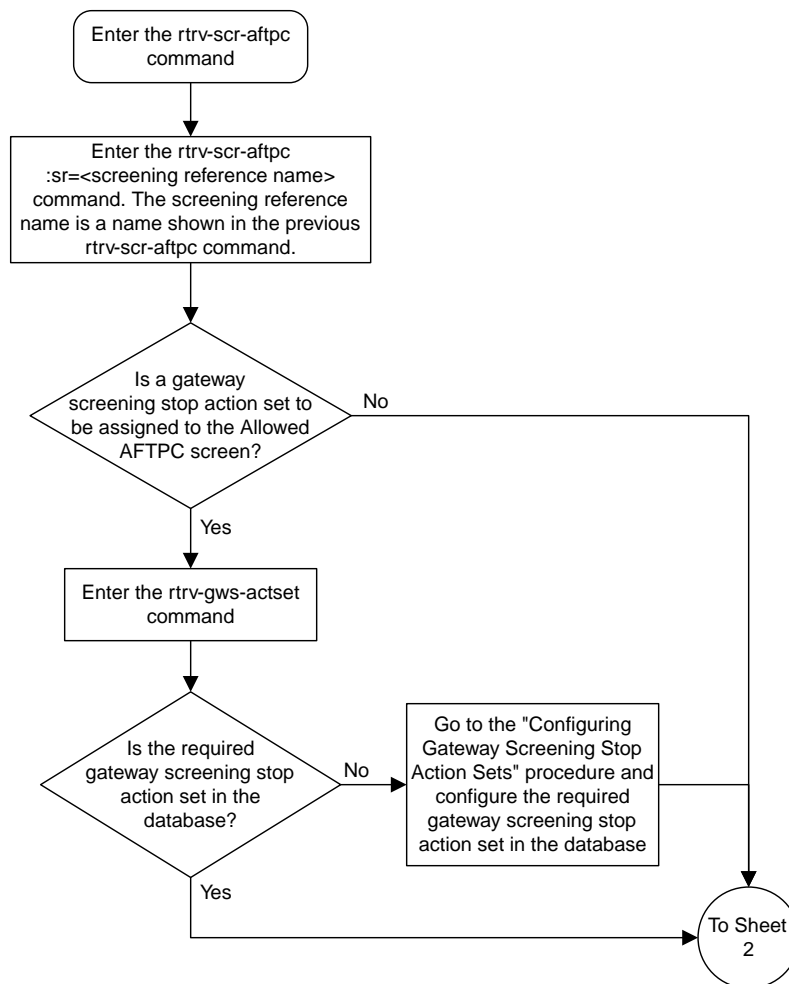 Enter the rtrv-scr-aftpc
command
Enter the rtrv-scr-aftpc
:sr=<screening reference name>
command. The screening reference
name is a name shown in the previous
rtrv-scr-aftpc command.
Is a gateway
screening stop action set to
be assigned to the Allowed
AFTPC screen?
No
Yes
Enter the rtrv-gws-actset
command
Is the required
gateway screening stop
action set in the
database?
No
Yes
Go to the "Configuring
Gateway Screening Stop
Action Sets" procedure and
configure the required
gateway screening stop
action set in the database
To Sheet
2